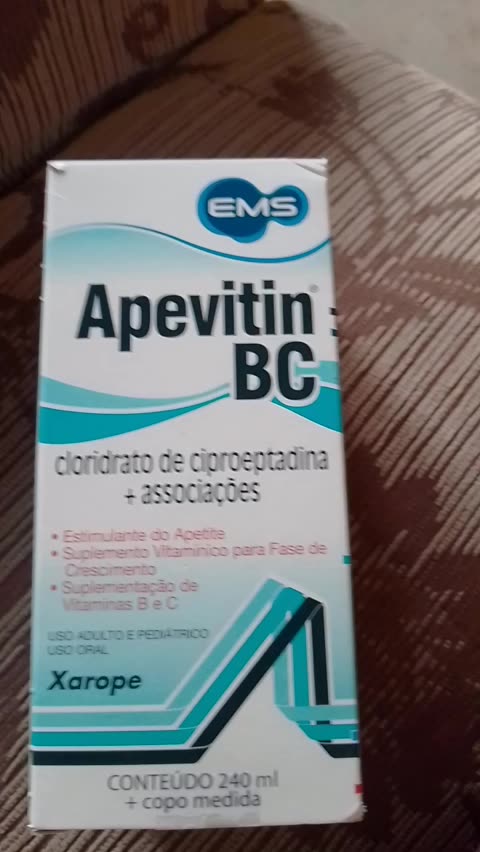 EMS
Apevitin®
BC
cloridrato de ciproeptadina
+ associações
• Estimulante do Apetite
• Suplemento Vitamínico para Fase de
Crescimento
• Suplementação de
Vitaminas B e C
USO ADULTO E PEDIÁTRICO
USO ORAL
Xarope
CONTEÚDO 240 ml
+ copo medida